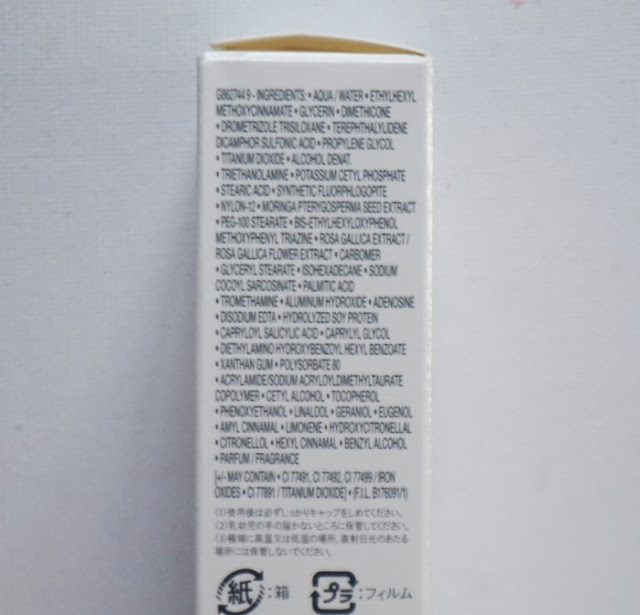 G862744 9 - INGREDIENTS: • AQUA / WATER • ETHYLHEXYL
METHOXYCINNAMATE • GLYCERIN • DIMETHICONE
• DROMETRIZOLE TRISILOXANE • TEREPHTHALYLIDENE
DICAMPHOR SULFONIC ACID • PROPYLENE GLYCOL
• TITANIUM DIOXIDE • ALCOHOL DENAT.
• TRIETHANOLAMINE • POTASSIUM CETYL PHOSPHATE
• STEARIC ACID • SYNTHETIC FLUORPHLOGOPITE
• NYLON-12 • MORINGA PTERYGOSPERMA SEED EXTRACT
• PEG-100 STEARATE • BIS-ETHYLHEXYLOXYPHENOL
METHOXYPHENYL TRIAZINE • ROSA GALLICA EXTRACT /
ROSA GALLICA FLOWER EXTRACT • CARBOMER
• GLYCERYL STEARATE • ISOHEXADECANE • SODIUM
COCOYL SARCOSINATE • PALMITIC ACID
• TROMETHAMINE • ALUMINUM HYDROXIDE • ADENOSINE
• DISODIUM EDTA • HYDROLYZED SOY PROTEIN
• CAPRYLOYL SALICYLIC ACID • CAPRYLYL GLYCOL
• DIETHYLAMINO HYDROXYBENZOYL HEXYL BENZOATE
• XANTHAN GUM • POLYSORBATE 80
• ACRYLAMIDE/SODIUM ACRYLOYLDIMETHYLTAURATE
COPOLYMER • CETYL ALCOHOL • TOCOPHEROL
• PHENOXYETHANOL • LINALOOL • GERANIOL • EUGENOL
• AMYL CINNAMAL • LIMONENE • HYDROXYCITRONELLAL
• CITRONELLOL • HEXYL CINNAMAL • BENZYL ALCOHOL
• PARFUM / FRAGRANCE
[+/- MAY CONTAIN • CI 77491, CI 77492, CI 77499 / IRON
OXIDES • CI 77891 / TITANIUM DIOXIDE] • (F.I.L. B176091/1)
(1)使用後は必ずしっかりキャップをしめてください。
(2)乳幼児の手の届かないところに保管してください。
(3)極端に高温又は低温の場所、直射日光のあたる
場所には保管しないでください。
紙:箱 プラ:フィルム